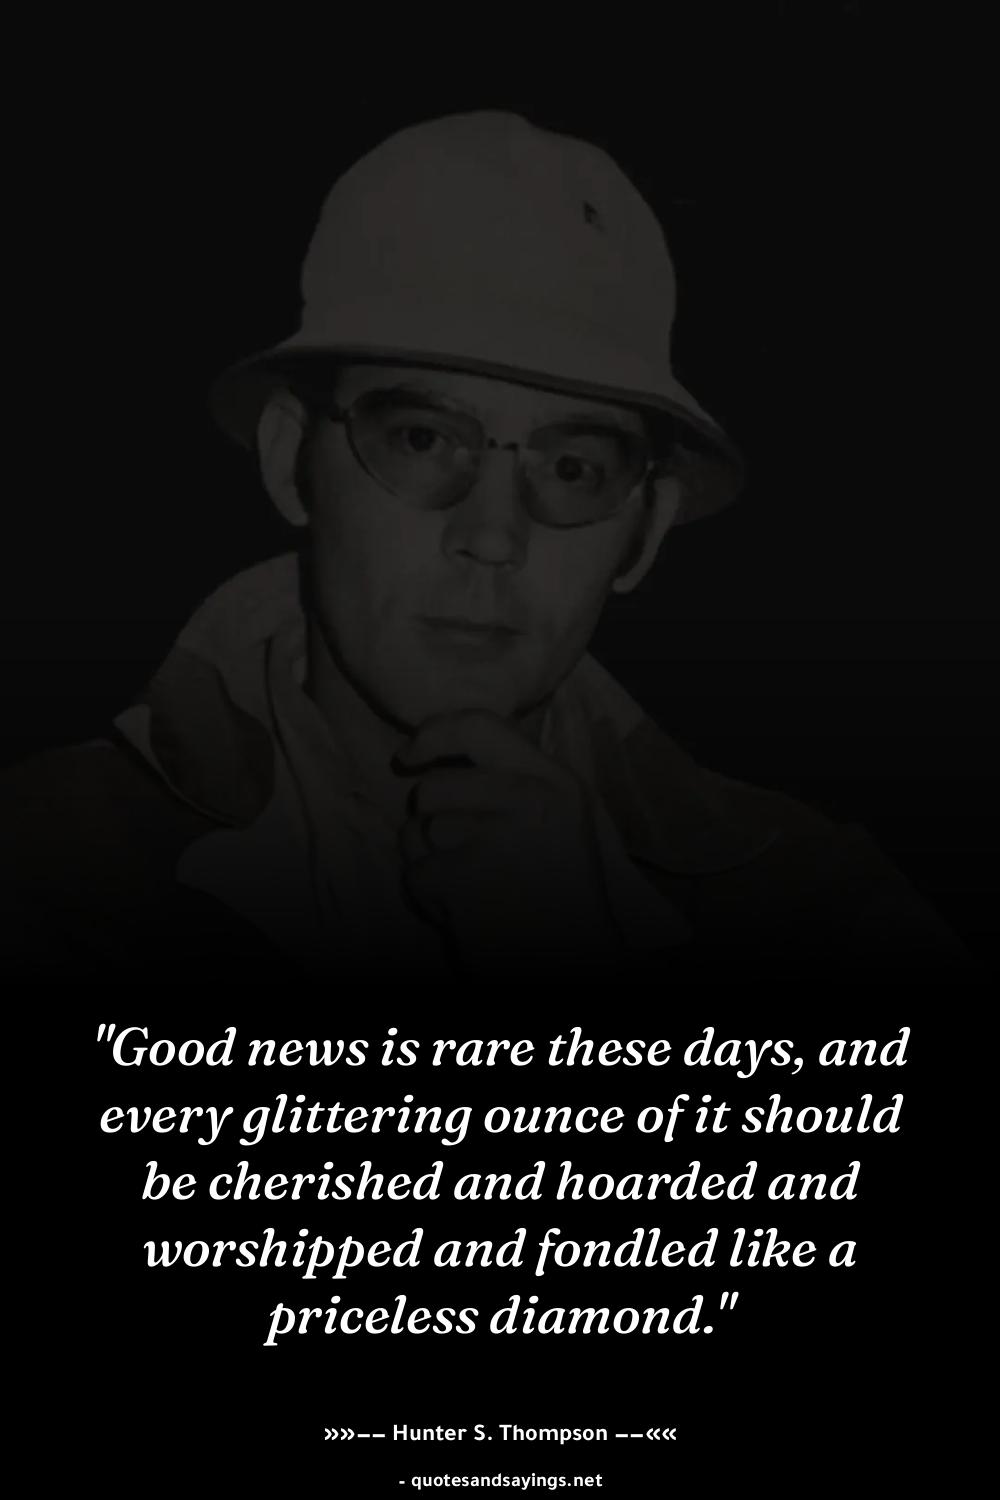 "Good news is rare these days, and
every glittering ounce of it should
be cherished and hoarded and
worshipped and fondled like a
priceless diamond."
»»−− Hunter S. Thompson −−««
- quotesandsayings.net